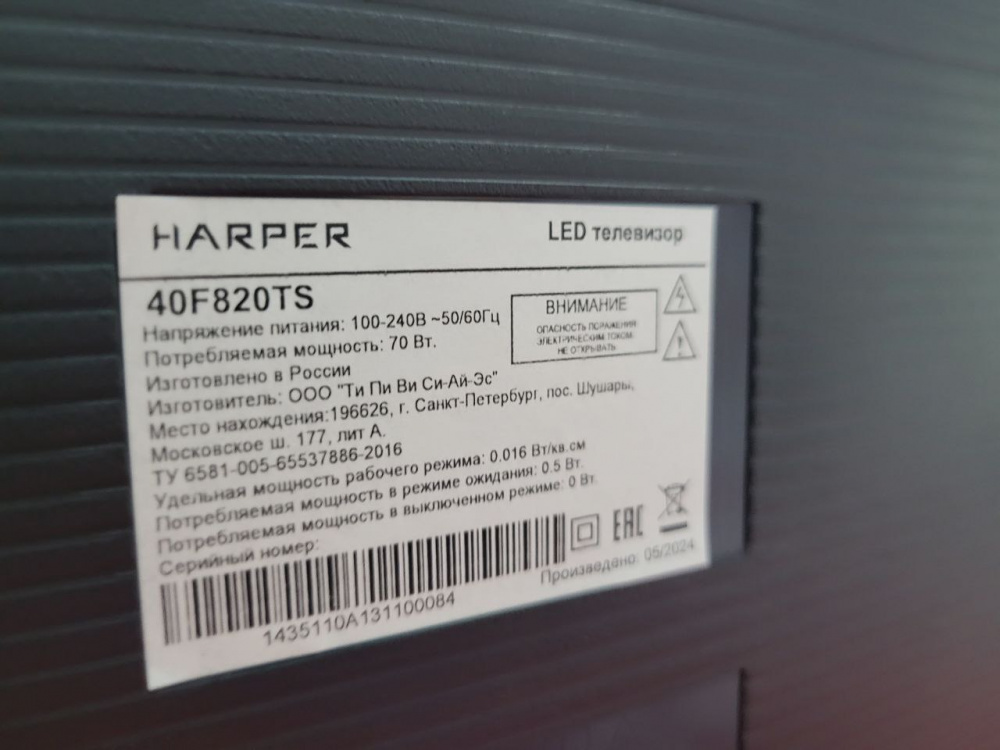 HARPER
LED телевизор
40F820TS
Напряжение питания: 100-240В ~50/60Гц
Потребляемая мощность: 70 Вт.
Изготовлено в России
Изготовитель: ООО "Ти Пи Ви Си-Ай-Эс"
Место нахождения:196626, г. Санкт-Петербург, пос. Шушары,
Московское ш. 177, лит А.
ТУ 6581-005-65537886-2016
Удельная мощность рабочего режима: 0.016 Вт/кв.см
Потребляемая мощность в режиме ожидания: 0.5 Вт.
Потребляемая мощность в выключенном режиме: 0 Вт.
Серийный номер:
1435110A131100084
ВНИМАНИЕ
ОПАСНОСТЬ ПОРАЖЕНИЯ
ЭЛЕКТРИЧЕСКИМ ТОКОМ
НЕ ОТКРЫВАТЬ
EAC
Произведено: 05/2024